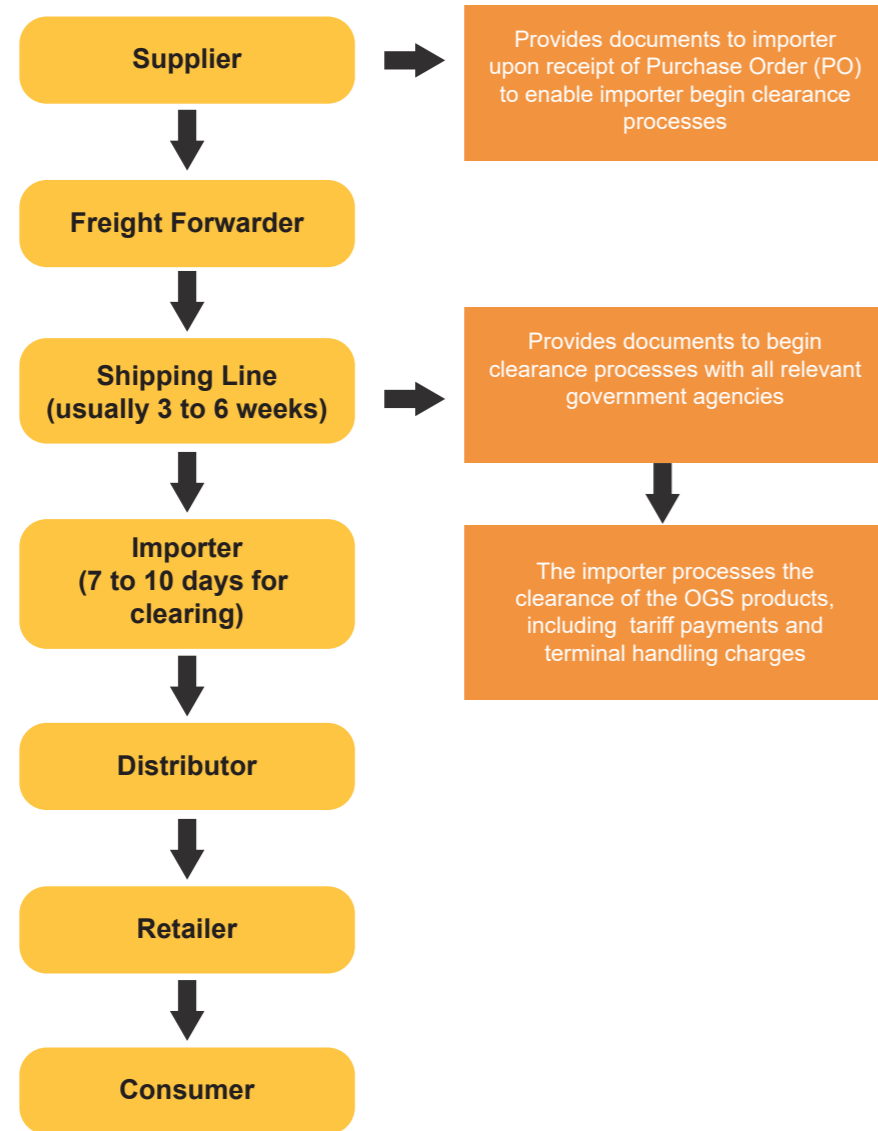 Supplier
Provides documents to importer
upon receipt of Purchase Order (PO)
to enable importer begin clearance
processes
Freight Forwarder
Shipping Line
(usually 3 to 6 weeks)
Provides documents to begin
clearance processes with all relevant
government agencies
Importer
(7 to 10 days for
clearing)
The importer processes the
clearance of the OGS products,
including tariff payments and
terminal handling charges
Distributor
Retailer
Consumer